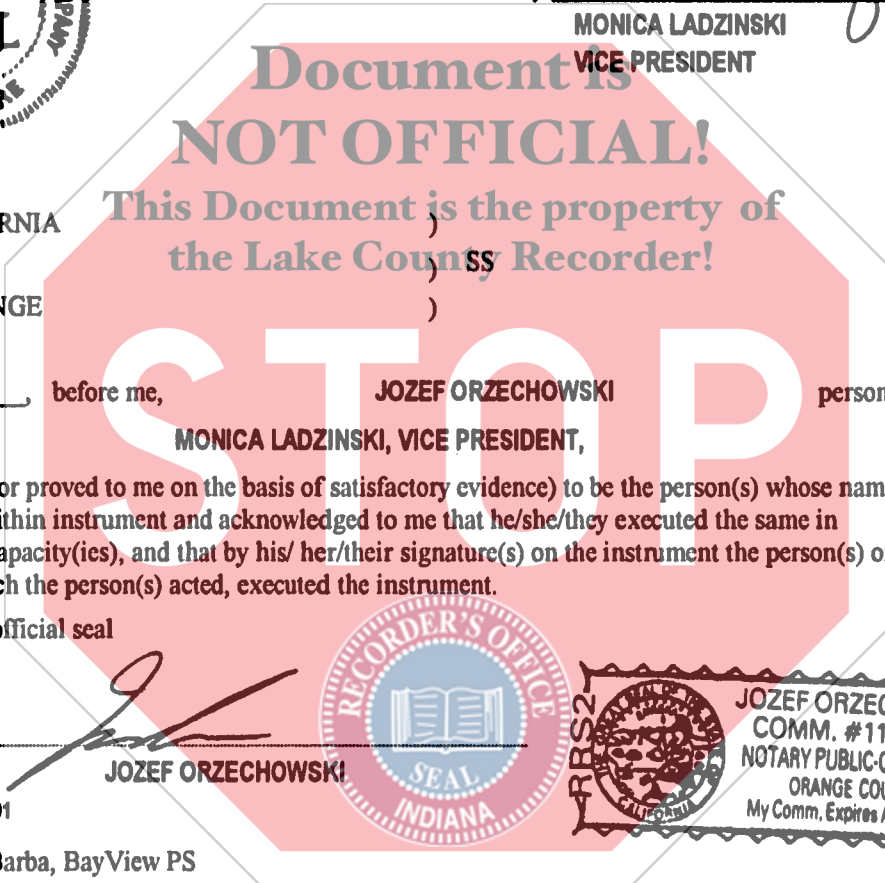 MONICA LADZINSKI
VICE PRESIDENT
Document is
NOT OFFICIAL!
This Document is the property of
the Lake County Recorder!
RNIA )
) SS
NGE )
STOP
, before me, JOZEF ORZECHOWSKI person
MONICA LADZINSKI, VICE PRESIDENT,
or proved to me on the basis of satisfactory evidence) to be the person(s) whose nam
ithin instrument and acknowledged to me that he/she/they executed the same in
apacity(ies), and that by his/ her/their signature(s) on the instrument the person(s) o
ch the person(s) acted, executed the instrument.
official seal
RECORDER'S OFFICE
SEAL
INDIANA
JOZEF ORZECHOWSKI
RBS2
JOZEF ORZEC
COMM. #11
NOTARY PUBLIC-C
ORANGE COU
My Comm. Expires A
CALIFORNIA
Barba, BayView PS